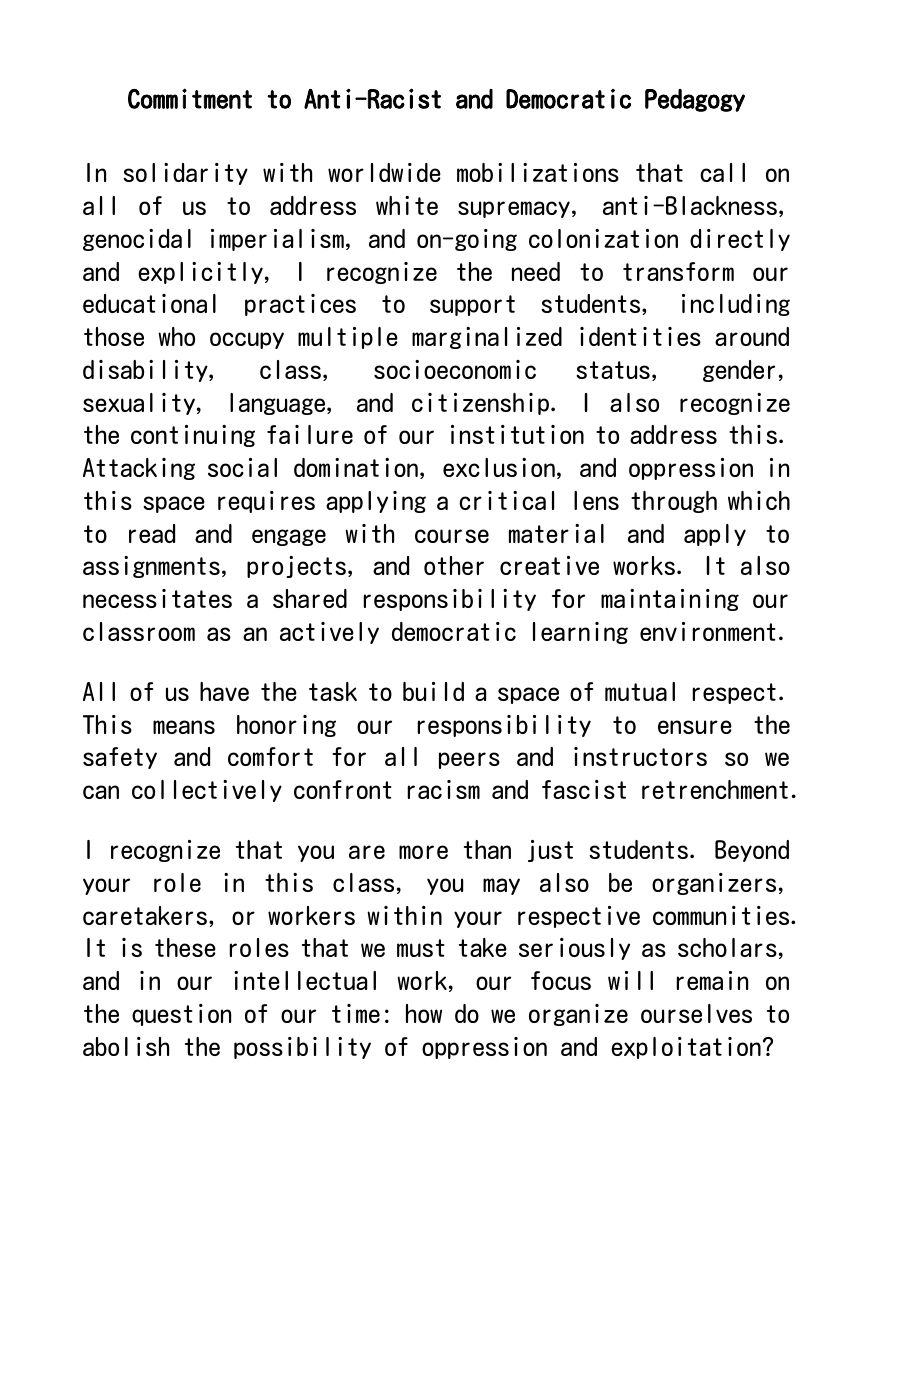 Commitment to Anti-Racist and Democratic Pedagogy
In solidarity with worldwide mobilizations that call on
all of us to address white supremacy, anti-Blackness,
genocidal imperialism, and on-going colonization directly
and explicitly, I recognize the need to transform our
educational practices to support students, including
those who occupy multiple marginalized identities around
disability, class, socioeconomic status, gender,
sexuality, language, and citizenship. I also recognize
the continuing failure of our institution to address this.
Attacking social domination, exclusion, and oppression in
this space requires applying a critical lens through which
to read and engage with course material and apply to
assignments, projects, and other creative works. It also
necessitates a shared responsibility for maintaining our
classroom as an actively democratic learning environment.
All of us have the task to build a space of mutual respect.
This means honoring our responsibility to ensure the
safety and comfort for all peers and instructors so we
can collectively confront racism and fascist retrenchment.
I recognize that you are more than just students. Beyond
your role in this class, you may also be organizers,
caretakers, or workers within your respective communities.
It is these roles that we must take seriously as scholars,
and in our intellectual work, our focus will remain on
the question of our time: how do we organize ourselves to
abolish the possibility of oppression and exploitation?